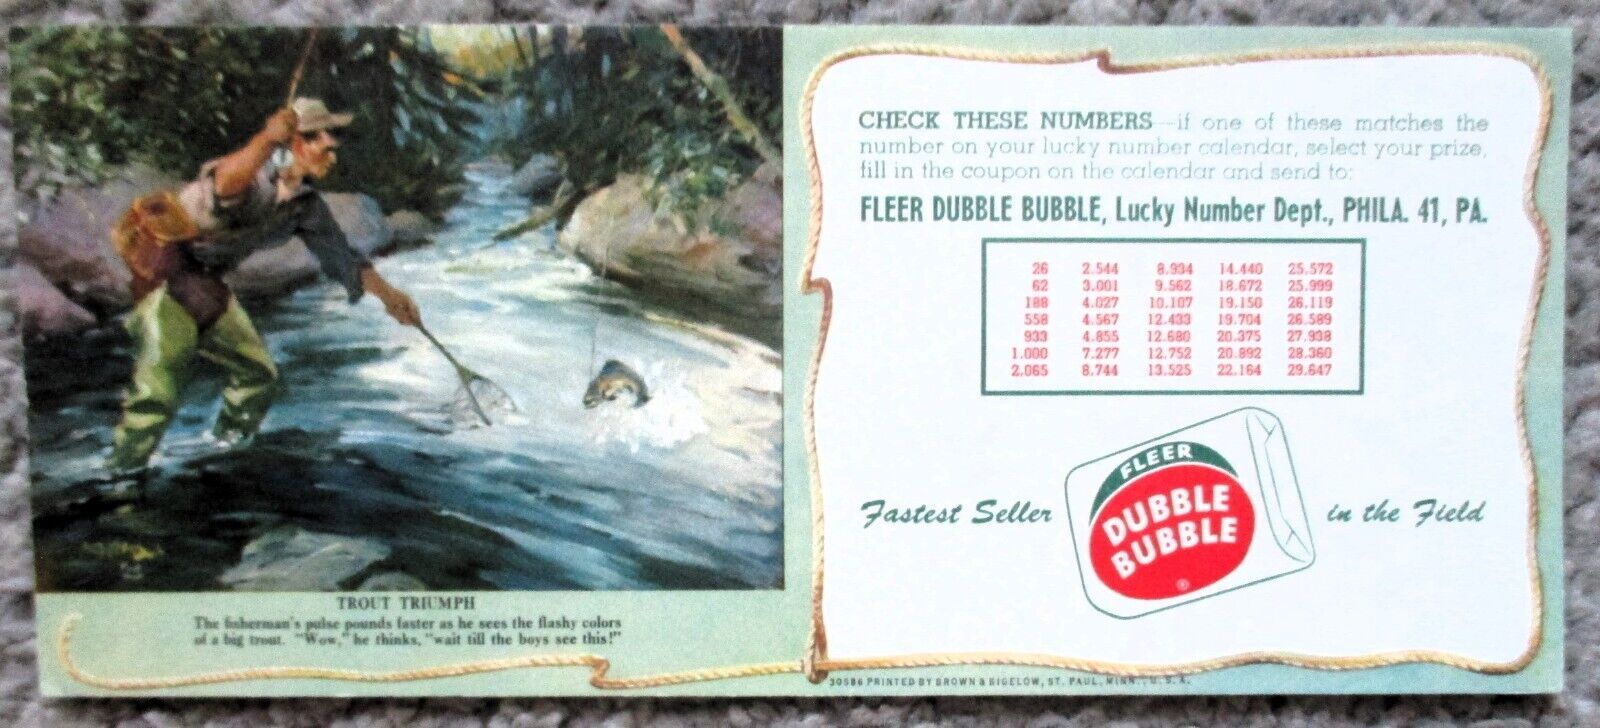 TROUT TRIUMPH
The fisherman's pulse pounds faster as he sees the flashy colors
of a big trout. "Wow," he thinks, "wait till the boys see this!"
CHECK THESE NUMBERS—if one of these matches the
number on your lucky number calendar, select your prize,
fill in the coupon on the calendar and send to:
FLEER DUBBLE BUBBLE, Lucky Number Dept., PHILA. 41, PA.
26 2.544 8.934 14.440 25.572
62 3.001 9.562 18.672 25.999
188 4.027 10.107 19.150 26.119
558 4.567 12.433 19.704 26.589
933 4.855 12.680 20.375 27.938
1.000 7.277 12.752 20.892 28.360
2.065 8.744 13.525 22.164 29.647
Fastest Seller
FLEER
DUBBLE
BUBBLE
®
in the Field
30586 PRINTED BY BROWN & BIGELOW, ST. PAUL, MINN., U.S.A.